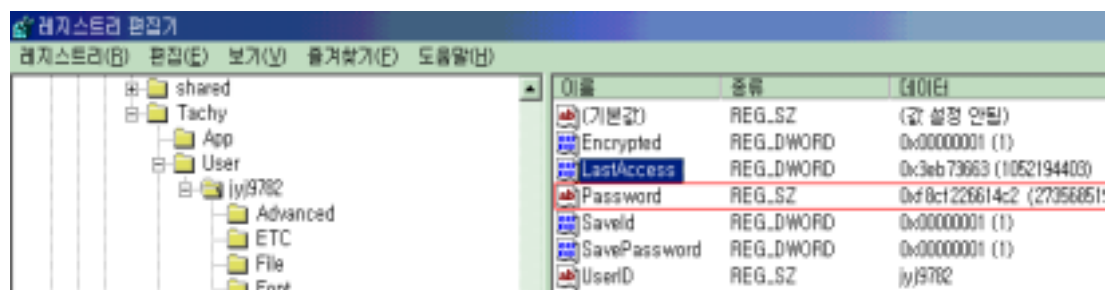 레지스트리 편집기
레지스트리(R) 편집(E) 보기(V) 즐겨찾기(F) 도움말(H)
shared
Tachy
App
User
jyj9782
Advanced
ETC
File
Font
이름 종류 데이터
(기본값) REG_SZ (값 설정 안됨)
Encrypted REG_DWORD 0x00000001 (1)
LastAccess REG_DWORD 0x3eb73663 (1052194403)
Password REG_SZ
SaveId REG_DWORD 0x00000001 (1)
SavePassword REG_DWORD 0x00000001 (1)
UserID REG_SZ jyj9782